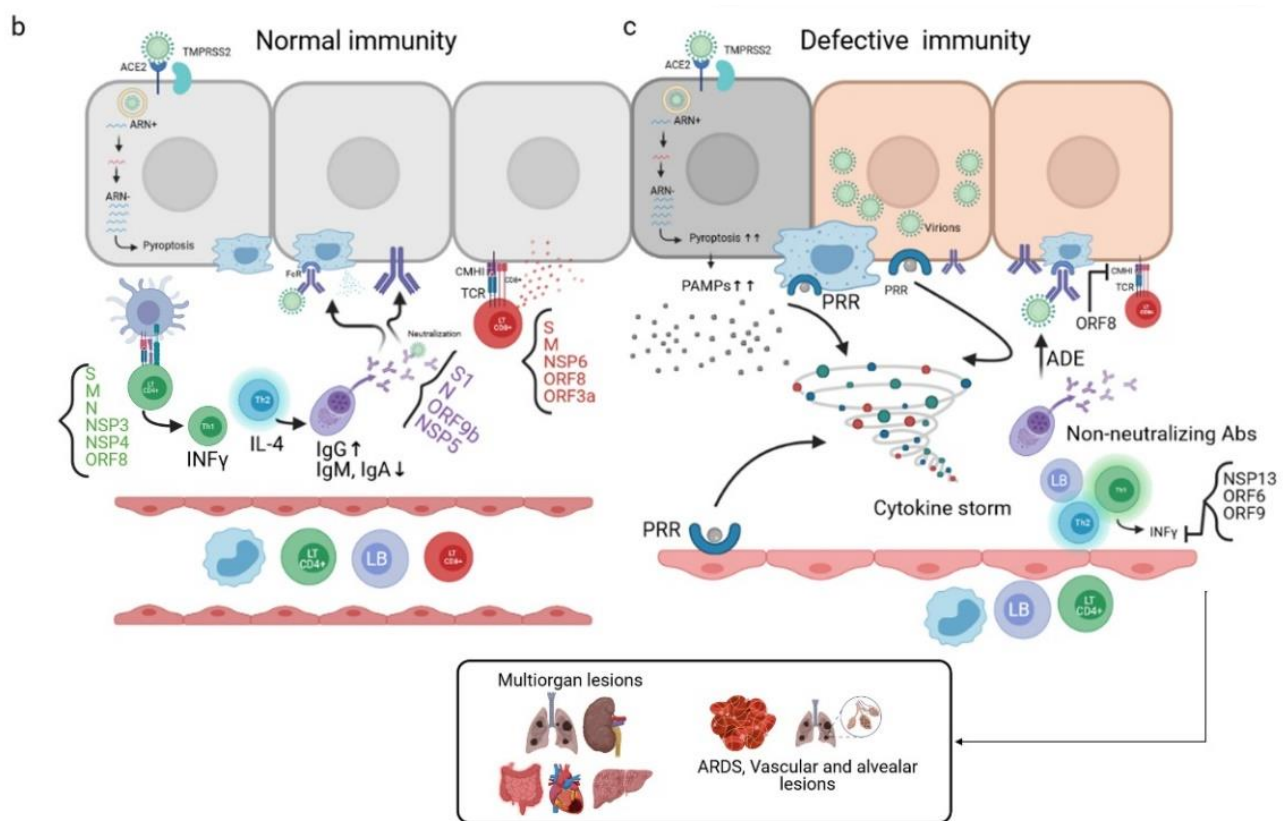 b
Normal immunity
TMPRSS2
ACE2
ARN+
ARN-
Pyroptosis
FcR
CMHI
CD8+
TCR
LT
CD8+
Neutralization
LT
CD4+
S
M
N
NSP3
NSP4
ORF8
Th1
INFγ
Th2
IL-4
IgG ↑
IgM, IgA ↓
S1
N
ORF9b
NSP5
S
M
NSP6
ORF8
ORF3a
LT
CD4+
LB
LT
CD8+
c
Defective immunity
TMPRSS2
ACE2
ARN+
ARN-
Pyroptosis ↑↑
PAMPs ↑↑
PRR
Virions
PRR
CMHI
TCR
LT
CD8+
ORF8
ADE
Non-neutralizing Abs
Cytokine storm
PRR
LB
Th1
Th2
INFγ
NSP13
ORF6
ORF9
LB
LT
CD4+
Multiorgan lesions
ARDS, Vascular and alvealar
lesions